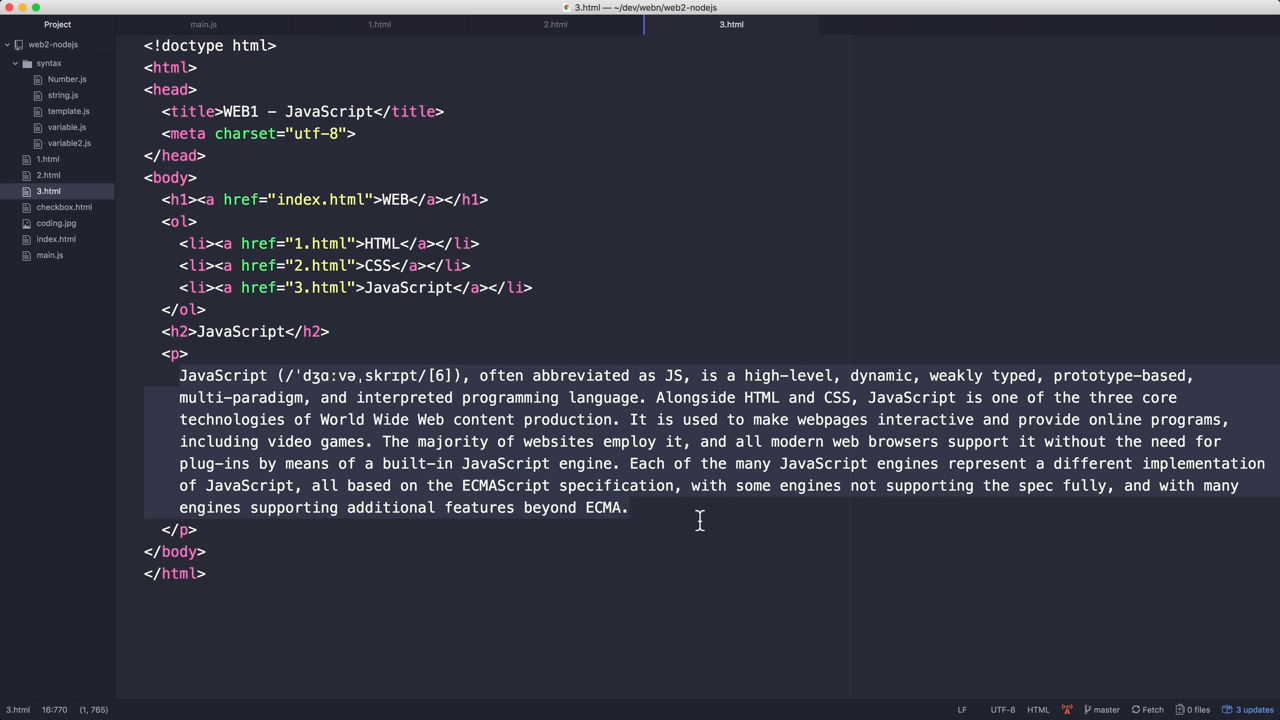 3.html — ~/dev/webn/web2-nodejs
Project
main.js
1.html
2.html
3.html
web2-nodejs
syntax
Number.js
string.js
template.js
variable.js
variable2.js
1.html
2.html
3.html
checkbox.html
coding.jpg
index.html
main.js
<!doctype html>
<html>
<head>
<title>WEB1 - JavaScript</title>
<meta charset="utf-8">
</head>
<body>
<h1><a href="index.html">WEB</a></h1>
<ol>
<li><a href="1.html">HTML</a></li>
<li><a href="2.html">CSS</a></li>
<li><a href="3.html">JavaScript</a></li>
</ol>
<h2>JavaScript</h2>
<p>
JavaScript (/ˈdʒɑːvəˌskrɪpt/[6]), often abbreviated as JS, is a high-level, dynamic, weakly typed, prototype-based,
multi-paradigm, and interpreted programming language. Alongside HTML and CSS, JavaScript is one of the three core
technologies of World Wide Web content production. It is used to make webpages interactive and provide online programs,
including video games. The majority of websites employ it, and all modern web browsers support it without the need for
plug-ins by means of a built-in JavaScript engine. Each of the many JavaScript engines represent a different implementation
of JavaScript, all based on the ECMAScript specification, with some engines not supporting the spec fully, and with many
engines supporting additional features beyond ECMA.
</p>
</body>
</html>
3.html 16:770 (1, 765)
LF UTF-8 HTML master Fetch 0 files 3 updates